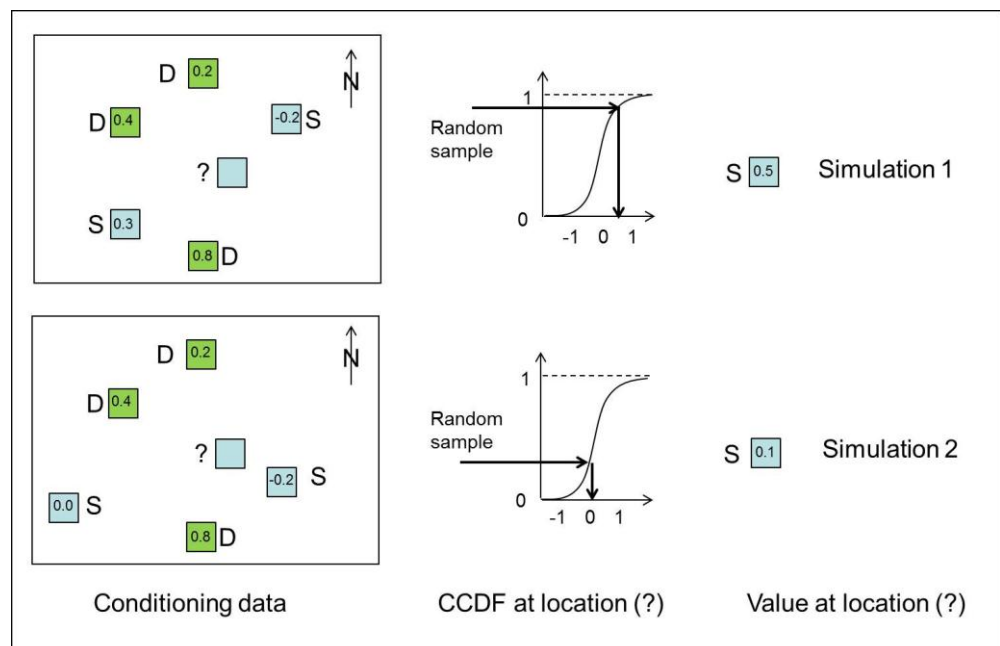 D 0.2
N
D 0.4
-0.2 S
?
S 0.3
0.8 D
1
Random
sample
0
-1 0 1
S 0.5 Simulation 1
D 0.2
N
D 0.4
?
-0.2 S
0.0 S
0.8 D
1
Random
sample
0
-1 0 1
S 0.1 Simulation 2
Conditioning data
CCDF at location (?)
Value at location (?)